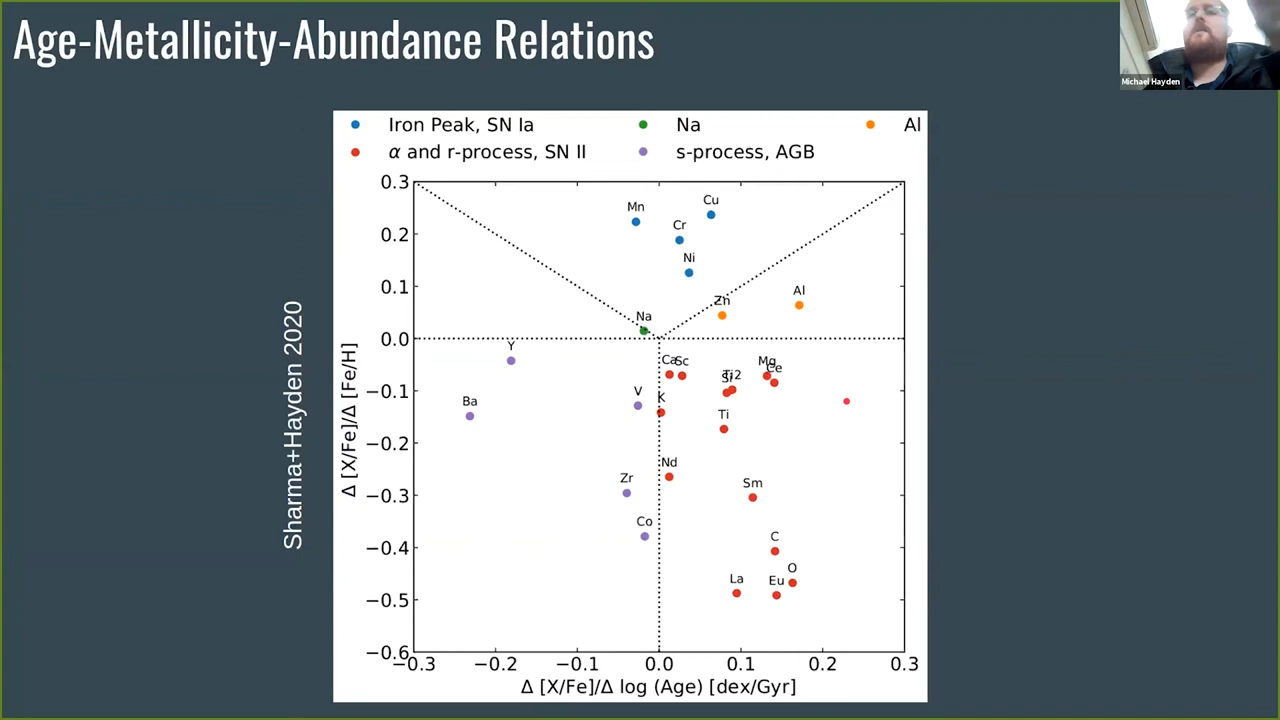 Age-Metallicity-Abundance Relations
Michael Hayden
Iron Peak, SN Ia
Na
Al
α and r-process, SN II
s-process, AGB
Sharma+Hayden 2020
Δ [X/Fe]/Δ [Fe/H]
0.3
0.2
0.1
0.0
−0.1
−0.2
−0.3
−0.4
−0.5
−0.6
Mn
Cu
Cr
Ni
Zn
Al
Na
Y
Ca
Sc
Ti2
Si
Mg
Ce
Ba
V
K
Ti
Nd
Zr
Sm
Co
C
La
Eu
O
−0.3
−0.2
−0.1
0.0
0.1
0.2
0.3
Δ [X/Fe]/Δ log (Age) [dex/Gyr]